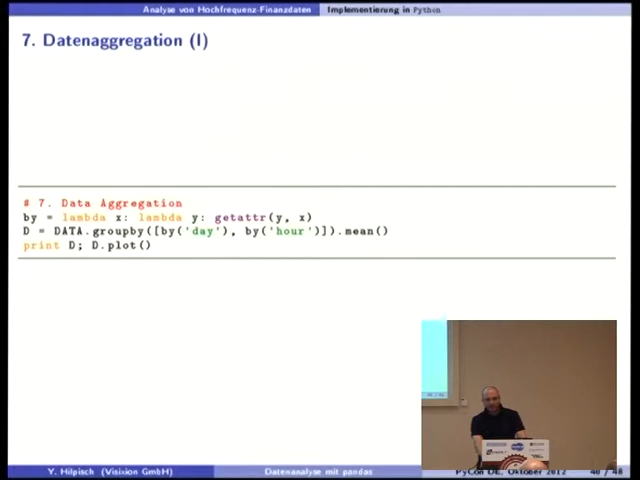 Analyse von Hochfrequenz-Finanzdaten Implementierung in Python
7. Datenaggregation (I)
# 7. Data Aggregation
by = lambda x: lambda y: getattr(y, x)
D = DATA.groupby([by('day'), by('hour')]).mean()
print D; D.plot()
Y. Hilpisch (Visixion GmbH) Datenanalyse mit pandas PyCon DE, Oktober 2012 40 / 48